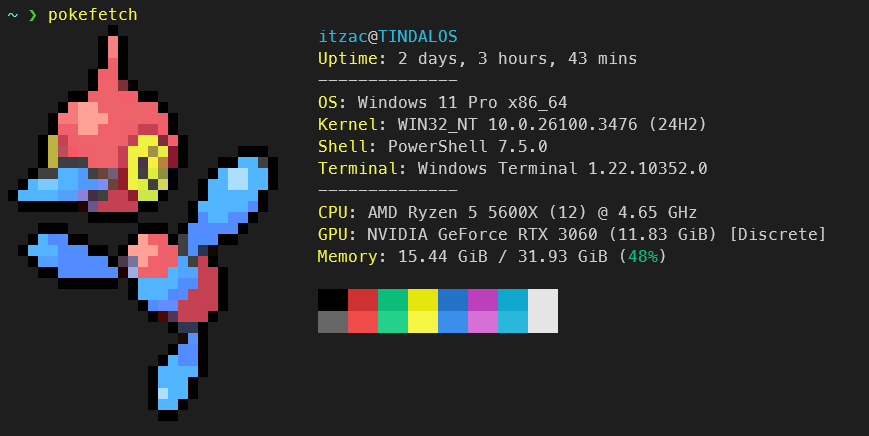 ~ ❯ pokefetch
itzac@TINDALOS
Uptime: 2 days, 3 hours, 43 mins
--------------
OS: Windows 11 Pro x86_64
Kernel: WIN32_NT 10.0.26100.3476 (24H2)
Shell: PowerShell 7.5.0
Terminal: Windows Terminal 1.22.10352.0
--------------
CPU: AMD Ryzen 5 5600X (12) @ 4.65 GHz
GPU: NVIDIA GeForce RTX 3060 (11.83 GiB) [Discrete]
Memory: 15.44 GiB / 31.93 GiB (48%)